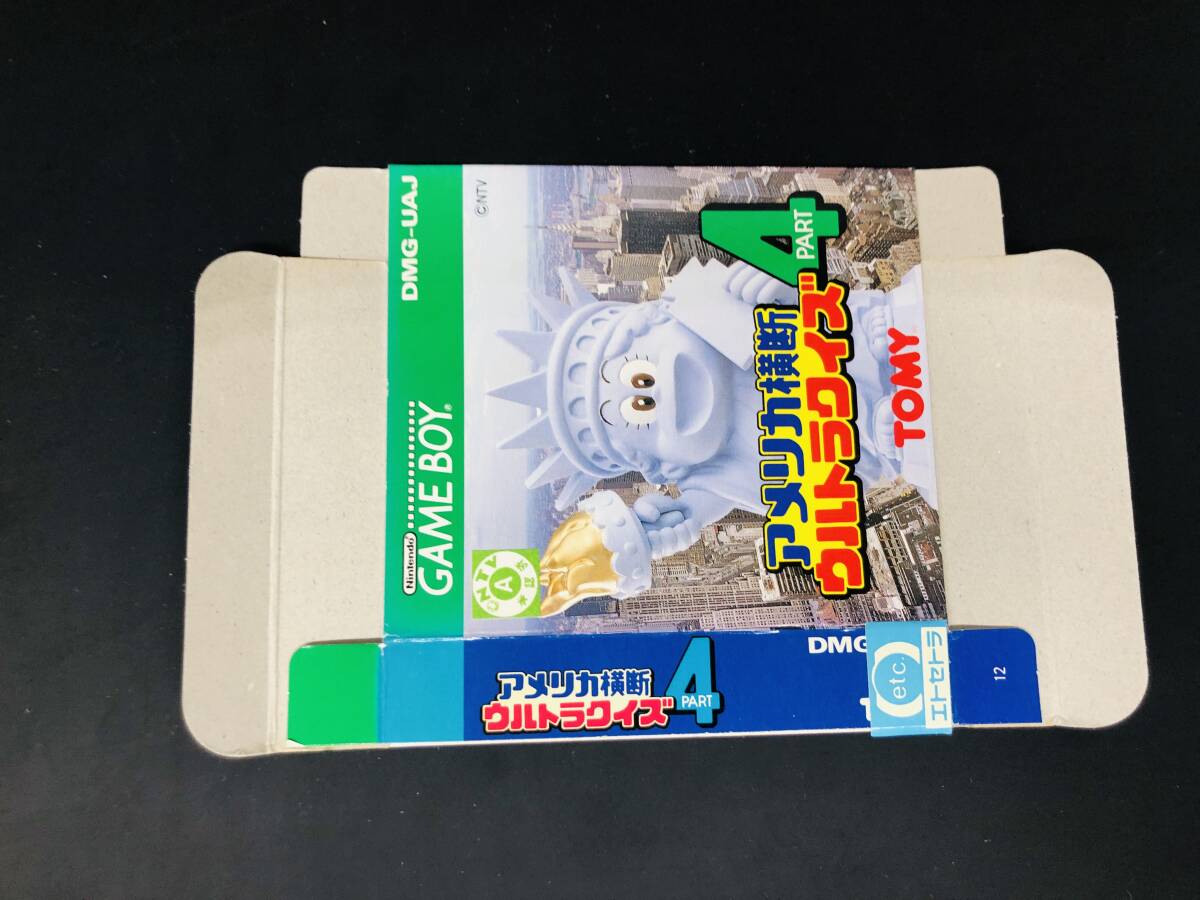 DMG-UAJ
Nintendo
GAME BOY®
©NTV
NTV
A
4
PART
アメリカ横断
ウルトラクイズ
TOMY
アメリカ横断
ウルトラクイズ
4
PART
DMG
etc.
エトセトラ
12